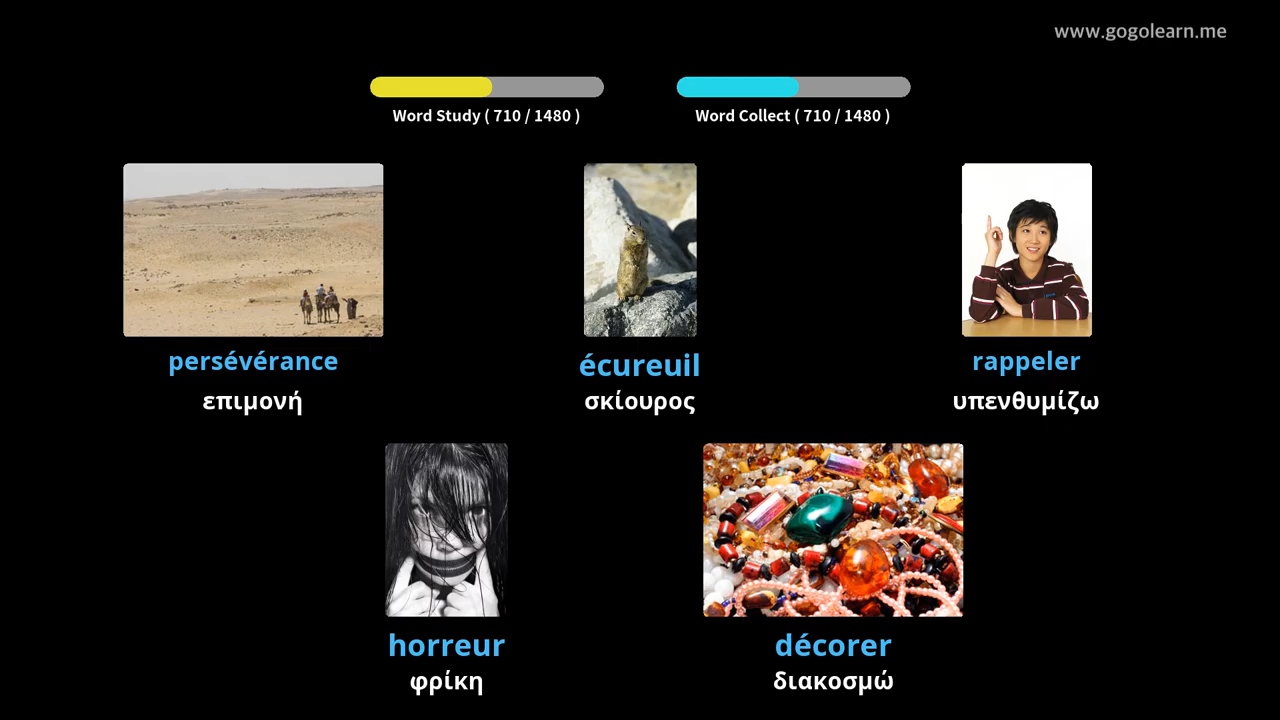 www.gogolearn.me
Word Study ( 710 / 1480 )
Word Collect ( 710 / 1480 )
persévérance
επιμονή
écureuil
σκίουρος
rappeler
υπενθυμίζω
horreur
φρίκη
décorer
διακοσμώ